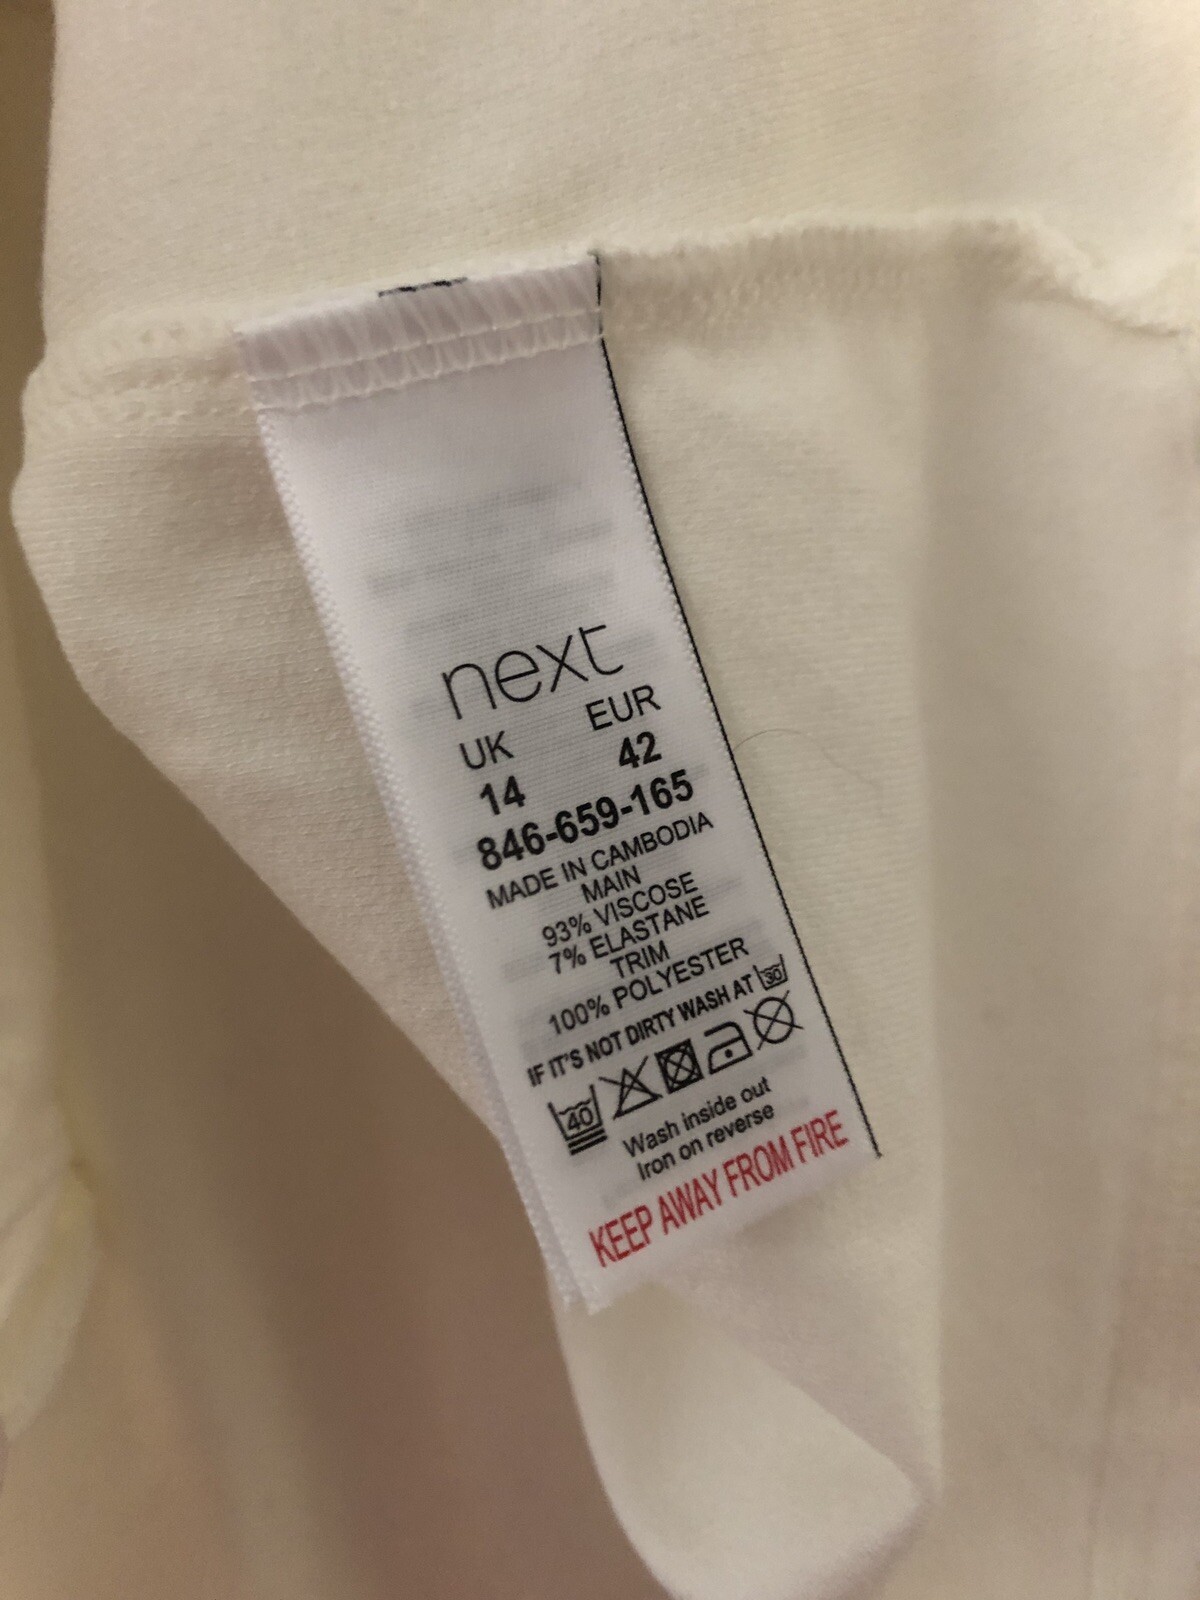 next
UK EUR
14 42
846-659-165
MADE IN CAMBODIA
MAIN
93% VISCOSE
7% ELASTANE
TRIM
100% POLYESTER
IF IT'S NOT DIRTY WASH AT 30
40
Wash inside out
Iron on reverse
KEEP AWAY FROM FIRE